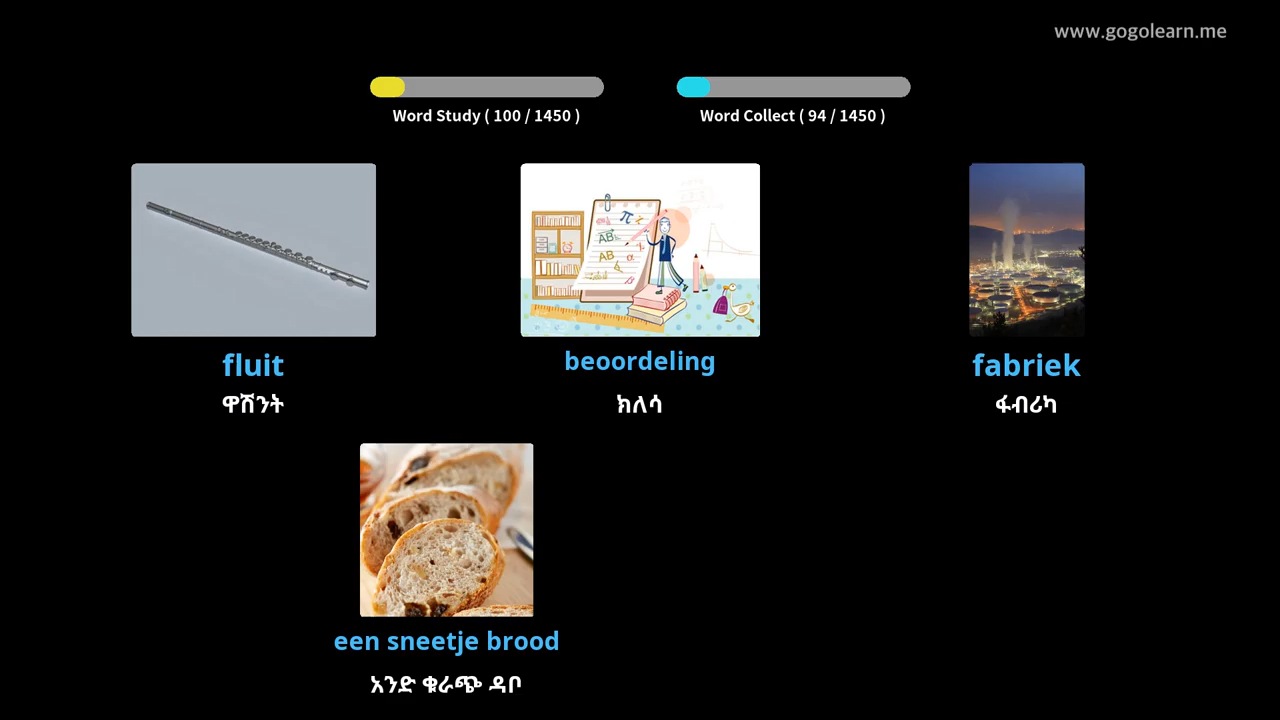 www.gogolearn.me
Word Study ( 100 / 1450 )
Word Collect ( 94 / 1450 )
fluit
ዋሽንት
beoordeling
ክለሳ
fabriek
ፋብሪካ
een sneetje brood
አንድ ቁራጭ ዳቦ